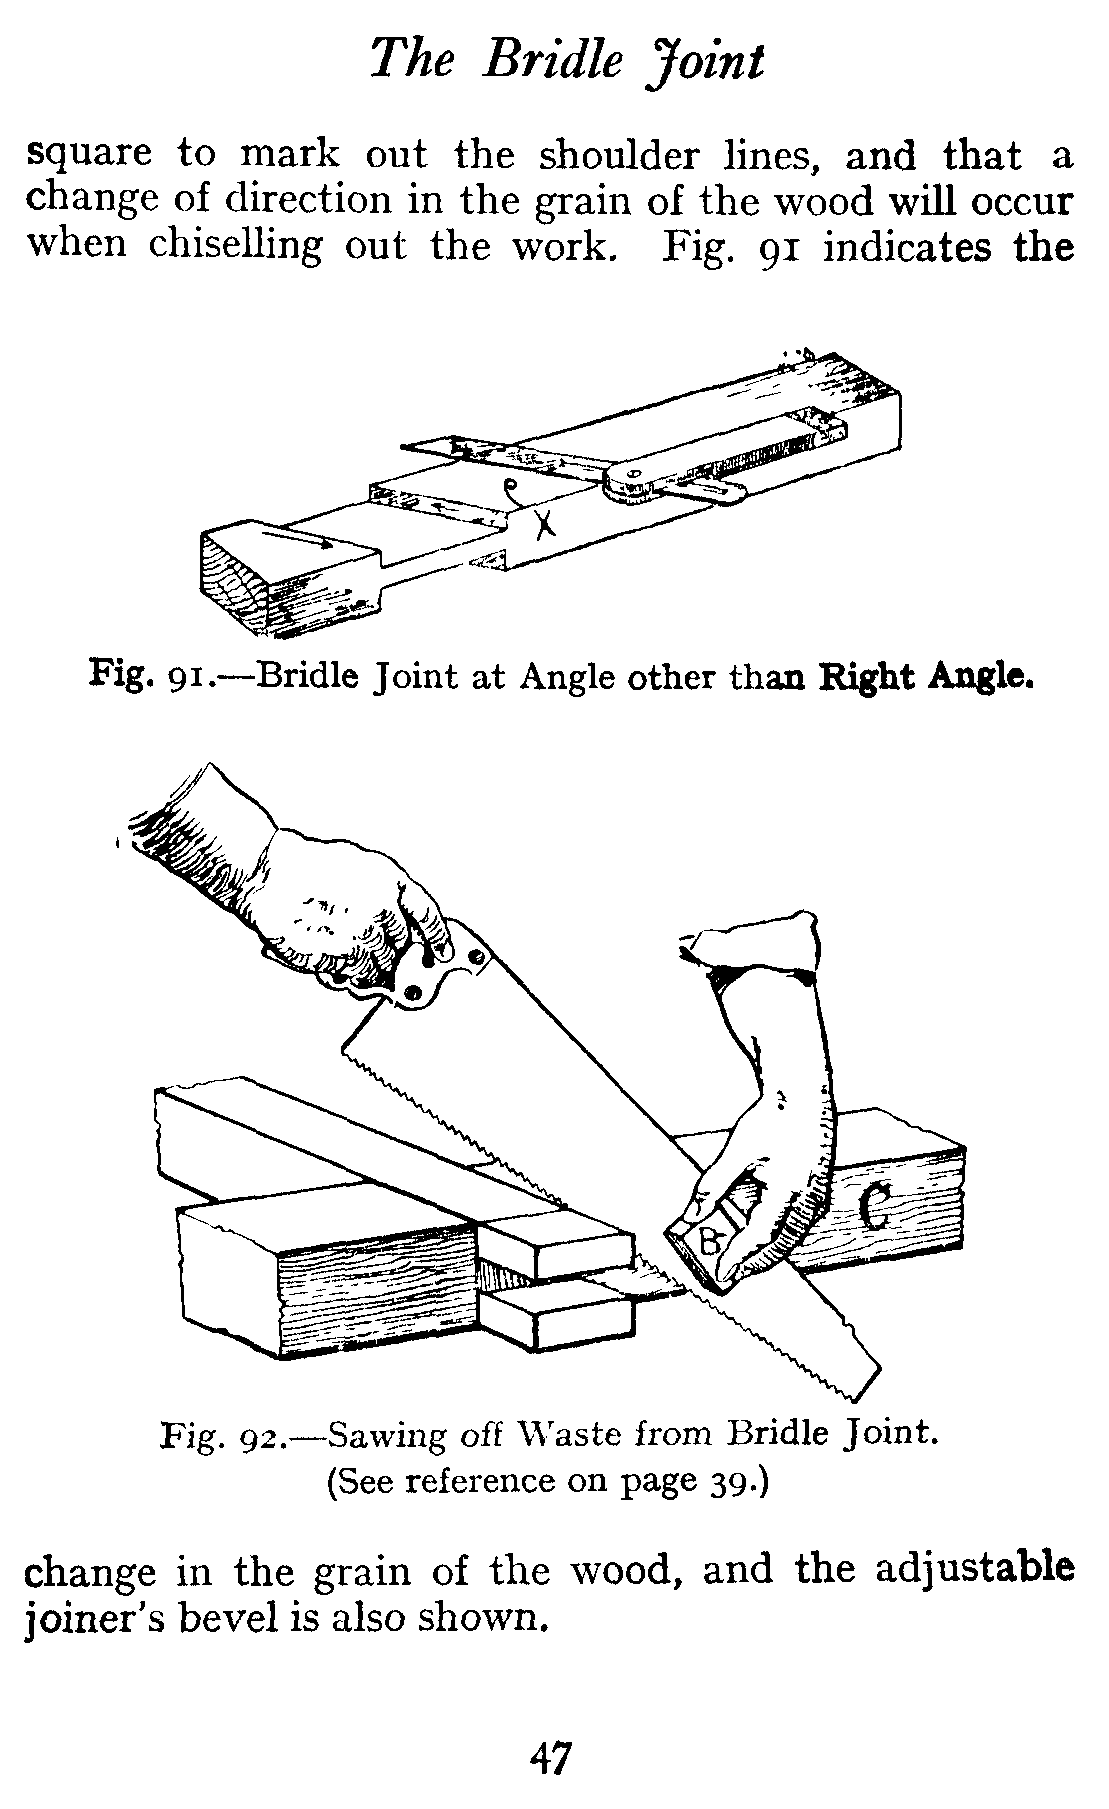 The Bridle Joint
square to mark out the shoulder lines, and that a
change of direction in the grain of the wood will occur
when chiselling out the work. Fig. 91 indicates the
X
Fig. 91.—Bridle Joint at Angle other than Right Angle.
C
B
Fig. 92.—Sawing off Waste from Bridle Joint.
(See reference on page 39.)
change in the grain of the wood, and the adjustable
joiner's bevel is also shown.
47